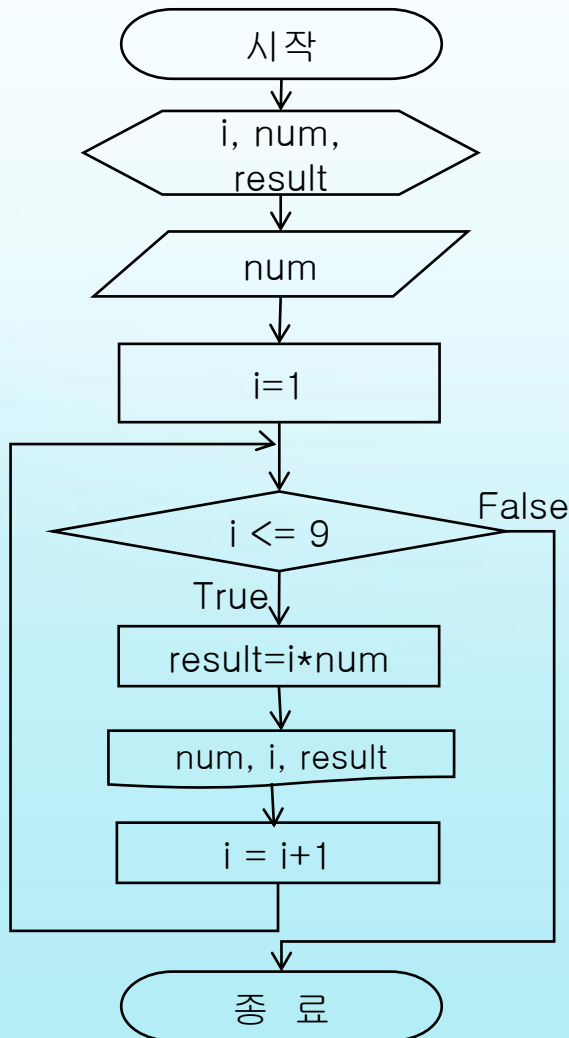 시작
i, num,
result
num
i=1
i <= 9
False
True
result=i*num
num, i, result
i = i+1
종 료